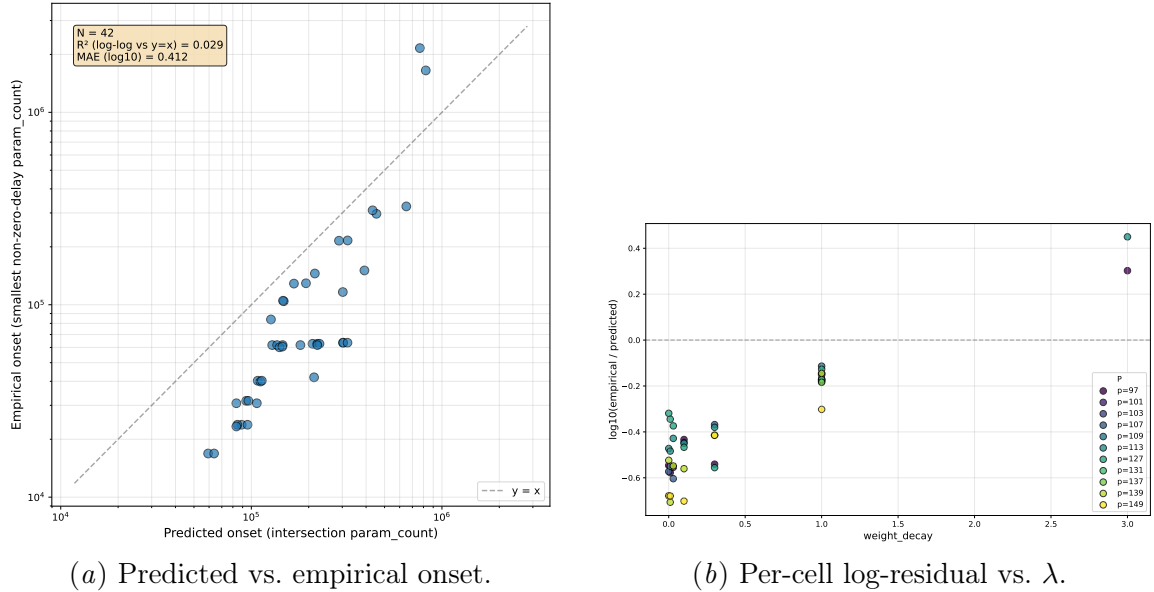 N = 42
R² (log-log vs y=x) = 0.029
MAE (log10) = 0.412
Empirical onset (smallest non-zero-delay param_count)
10⁶
10⁵
10⁴
10⁴ 10⁵ 10⁶
Predicted onset (intersection param_count)
y = x
(a) Predicted vs. empirical onset.
log10(empirical / predicted)
0.4
0.2
0.0
−0.2
−0.4
−0.6
0.0 0.5 1.0 1.5 2.0 2.5 3.0
weight_decay
P
p=97
p=101
p=103
p=107
p=109
p=113
p=127
p=131
p=137
p=139
p=149
(b) Per-cell log-residual vs. λ.